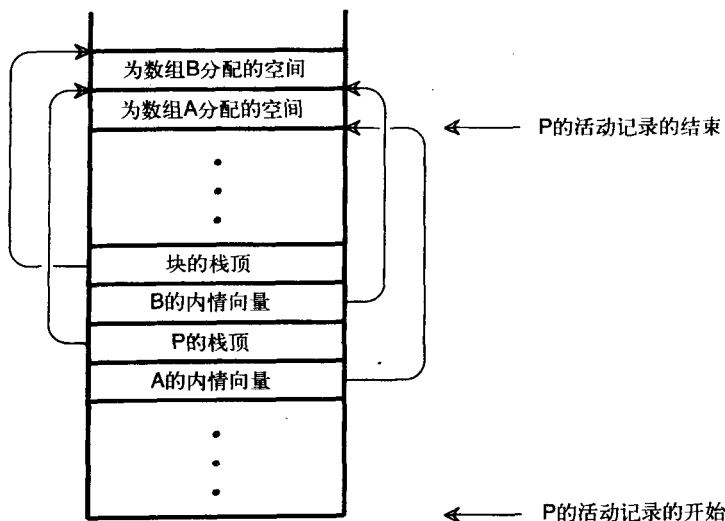 为数组B分配的空间
为数组A分配的空间
P的活动记录的结束
块的栈顶
B的内情向量
P的栈顶
A的内情向量
P的活动记录的开始